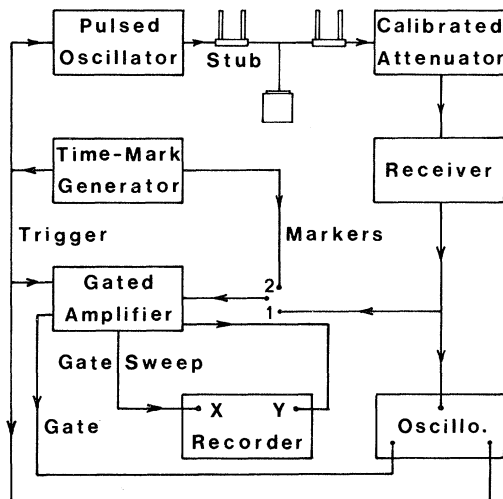 Pulsed
Oscillator
Stub
Calibrated
Attenuator
Time-Mark
Generator
Receiver
Trigger
Markers
Gated
Amplifier
2
1
Gate Sweep
X Y
Recorder
Gate
Oscillo.